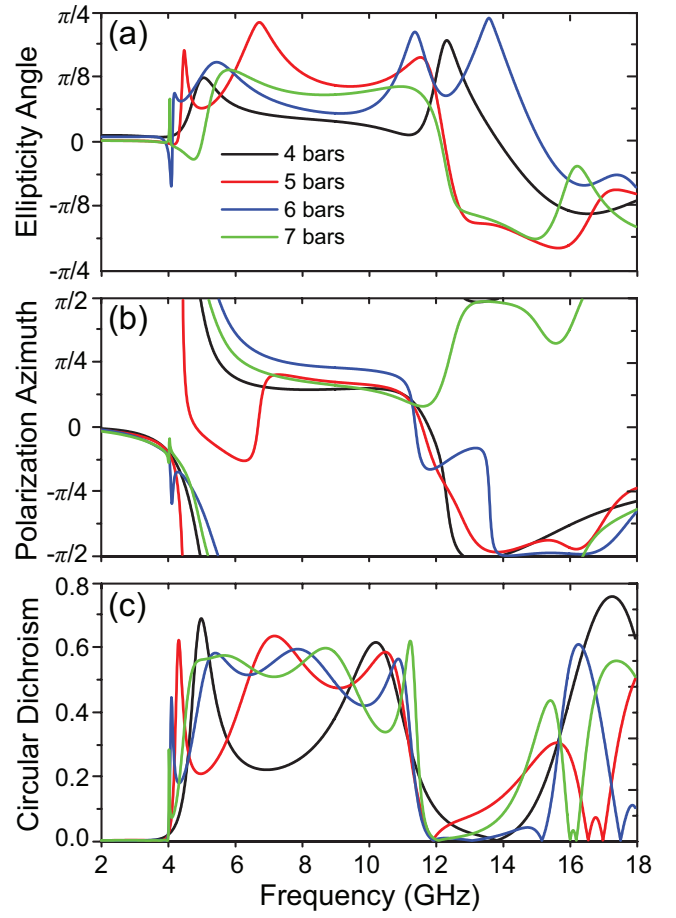 (a)
Ellipticity Angle
π/4
π/8
0
-π/8
-π/4
4 bars
5 bars
6 bars
7 bars
(b)
Polarization Azimuth
π/2
π/4
0
-π/4
-π/2
(c)
Circular Dichroism
0.8
0.6
0.4
0.2
0.0
2 4 6 8 10 12 14 16 18
Frequency (GHz)